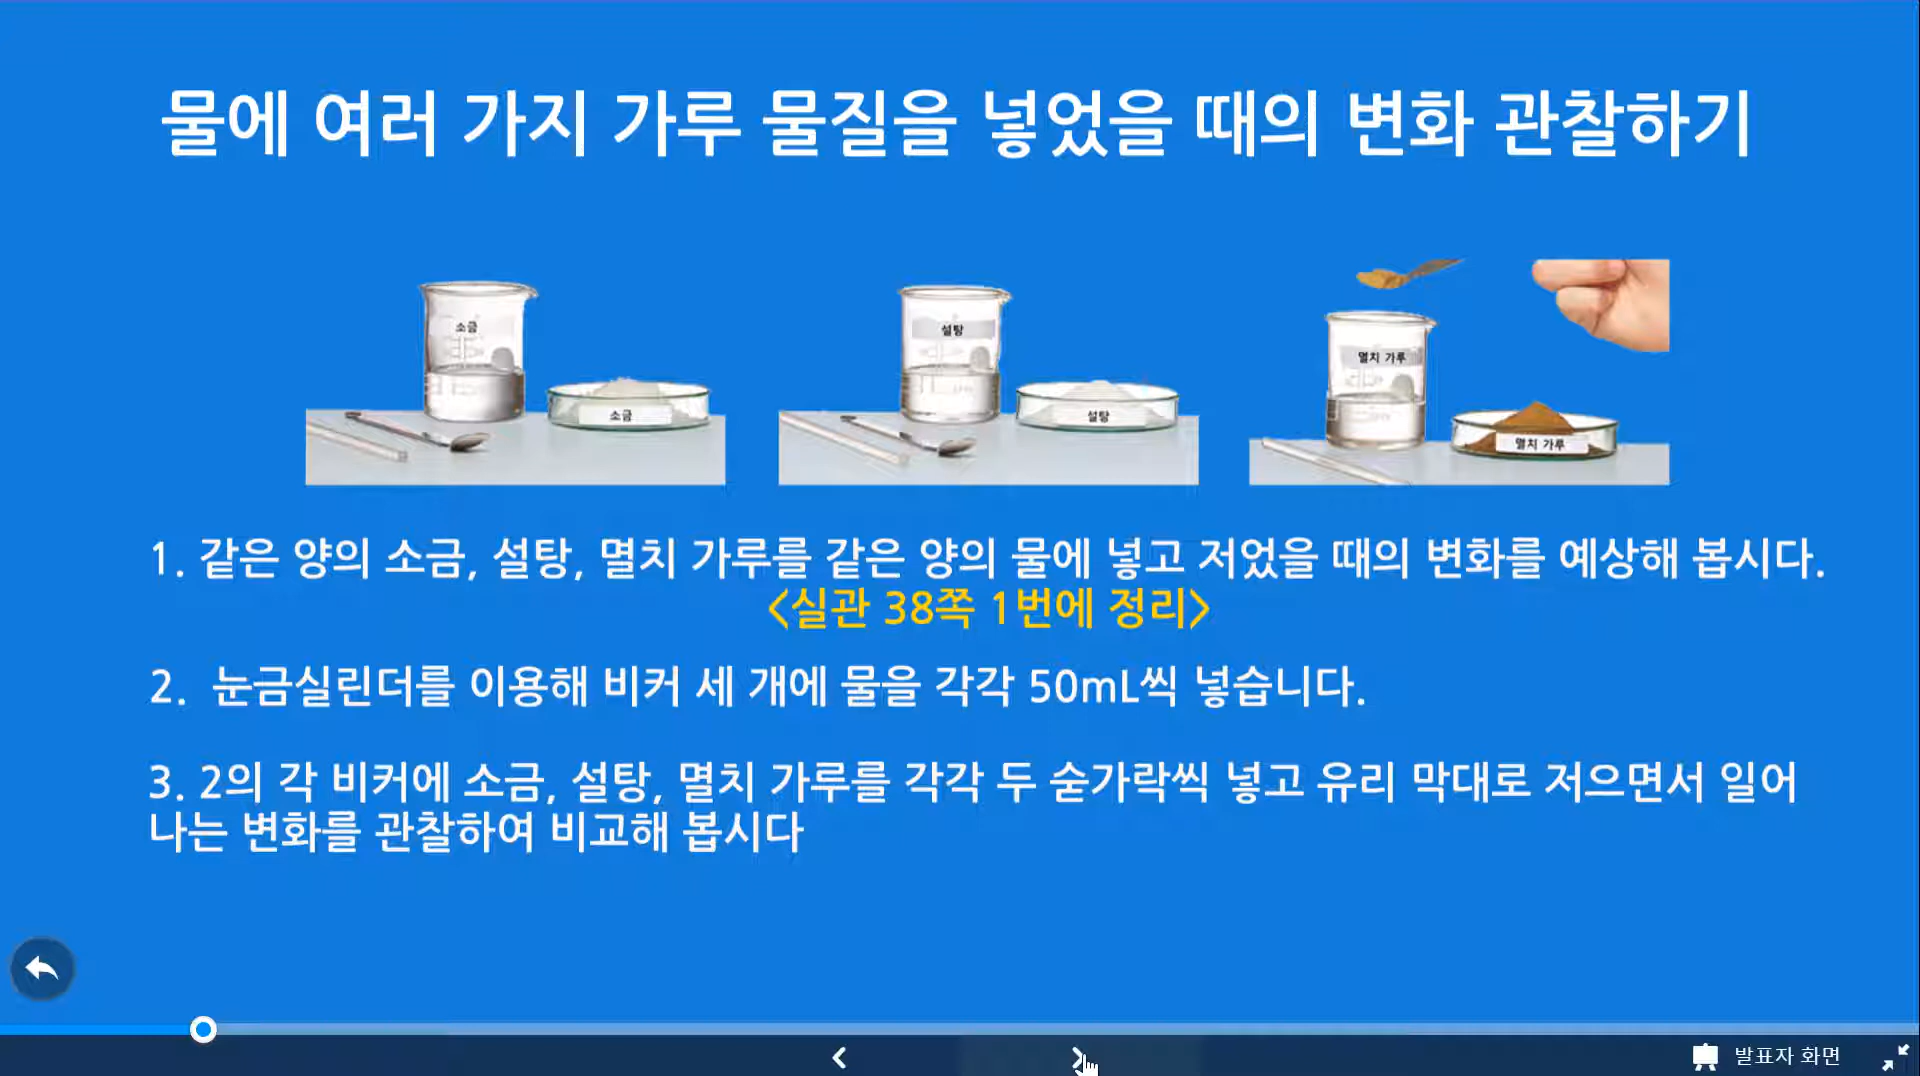 물에 여러 가지 가루 물질을 넣었을 때의 변화 관찰하기
소금
소금
설탕
설탕
멸치 가루
멸치 가루
1. 같은 양의 소금, 설탕, 멸치 가루를 같은 양의 물에 넣고 저었을 때의 변화를 예상해 봅시다.
<실관 38쪽 1번에 정리>
2. 눈금실린더를 이용해 비커 세 개에 물을 각각 50mL씩 넣습니다.
3. 2의 각 비커에 소금, 설탕, 멸치 가루를 각각 두 숟가락씩 넣고 유리 막대로 저으면서 일어
나는 변화를 관찰하여 비교해 봅시다
발표자 화면